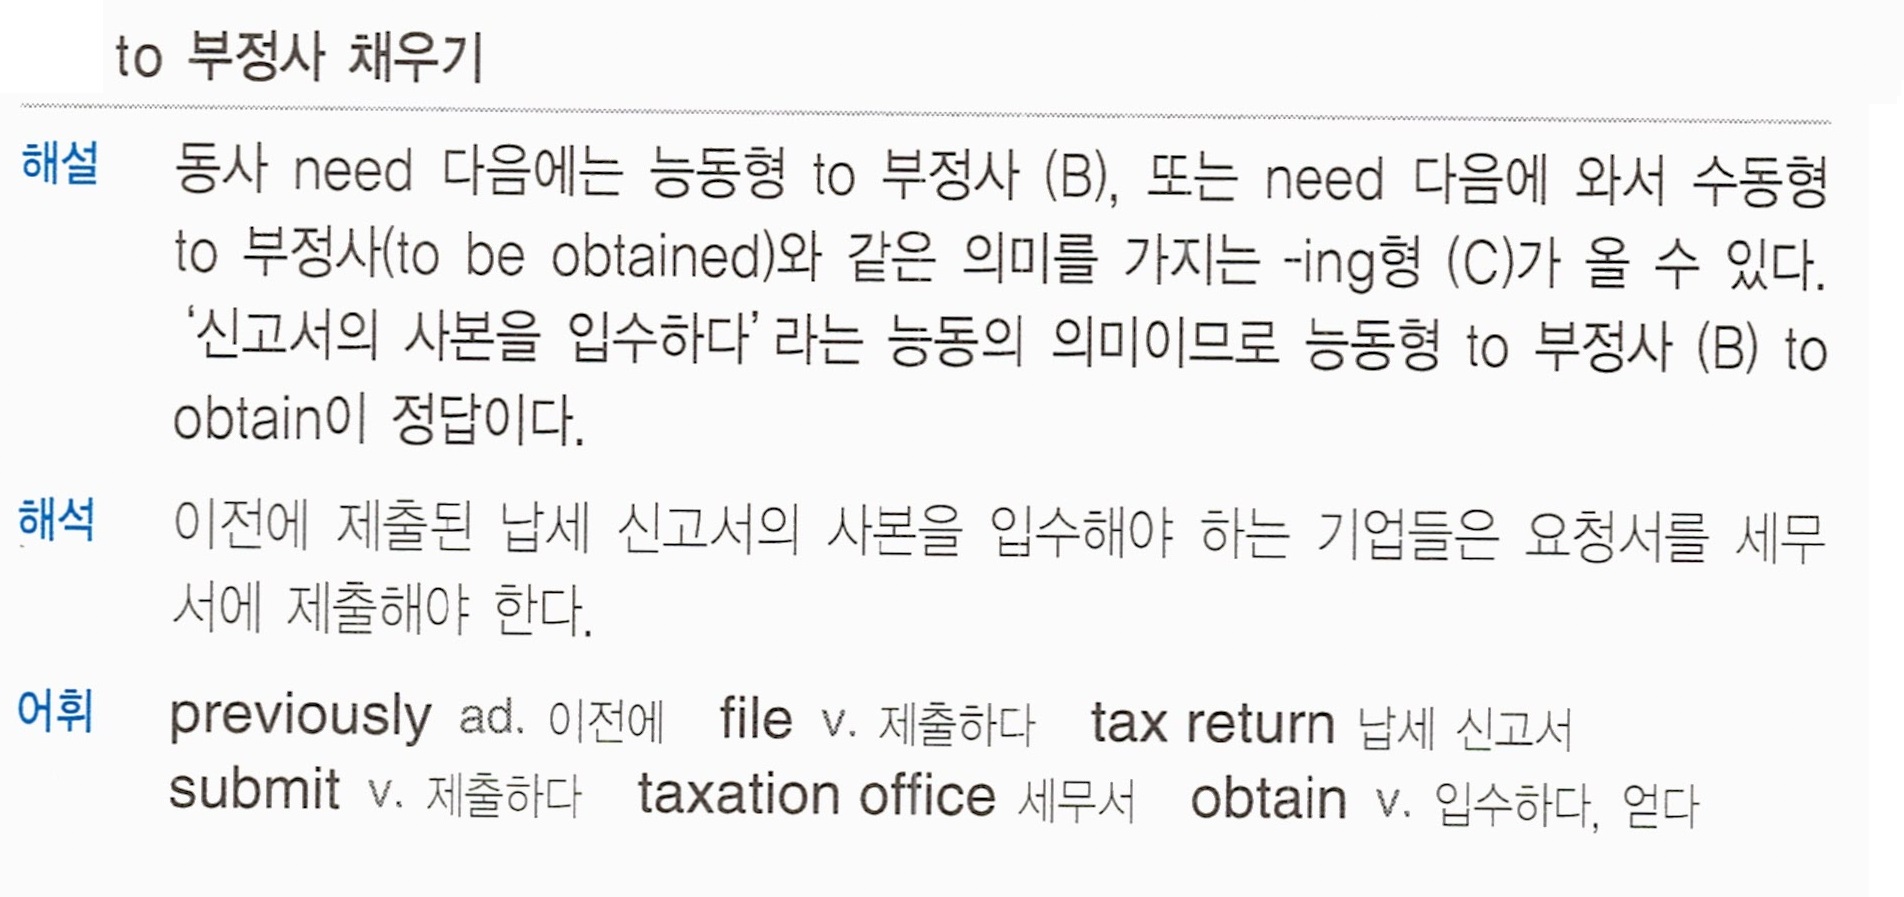 to 부정사 채우기
해설 동사 need 다음에는 능동형 to 부정사 (B), 또는 need 다음에 와서 수동형
to 부정사(to be obtained)와 같은 의미를 가지는 -ing형 (C)가 올 수 있다.
‘신고서의 사본을 입수하다’라는 능동의 의미이므로 능동형 to 부정사 (B) to
obtain이 정답이다.
해석 이전에 제출된 납세 신고서의 사본을 입수해야 하는 기업들은 요청서를 세무
서에 제출해야 한다.
어휘 previously ad. 이전에 file v. 제출하다 tax return 납세 신고서
submit v. 제출하다 taxation office 세무서 obtain v. 입수하다, 얻다